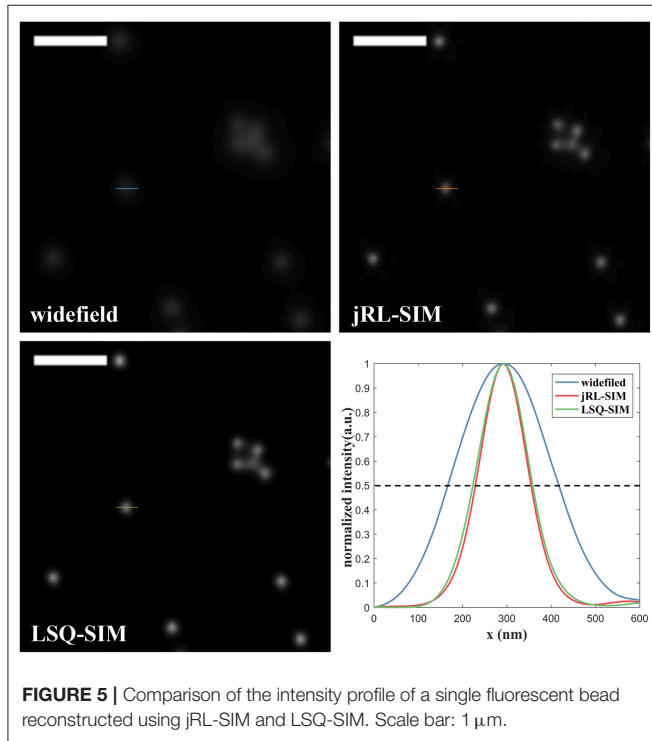 widefield
jRL-SIM
LSQ-SIM
1
0.9
0.8
0.7
0.6
0.5
0.4
0.3
0.2
0.1
0
normalized intensity(a.u.)
widefiled
jRL-SIM
LSQ-SIM
0 100 200 300 400 500 600
x (nm)
FIGURE 5 | Comparison of the intensity profile of a single fluorescent bead
reconstructed using jRL-SIM and LSQ-SIM. Scale bar: 1 μm.